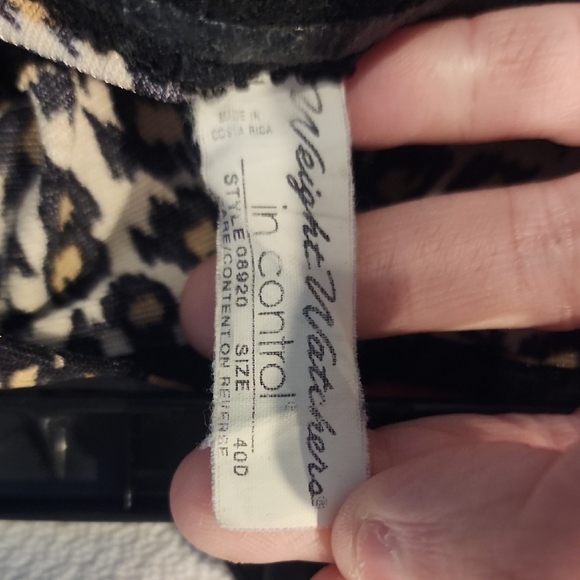 Weight Watchers®
in control®
STYLE 08920 SIZE 40D
CARE/CONTENT ON REVERSE
MADE IN
COSTA RICA